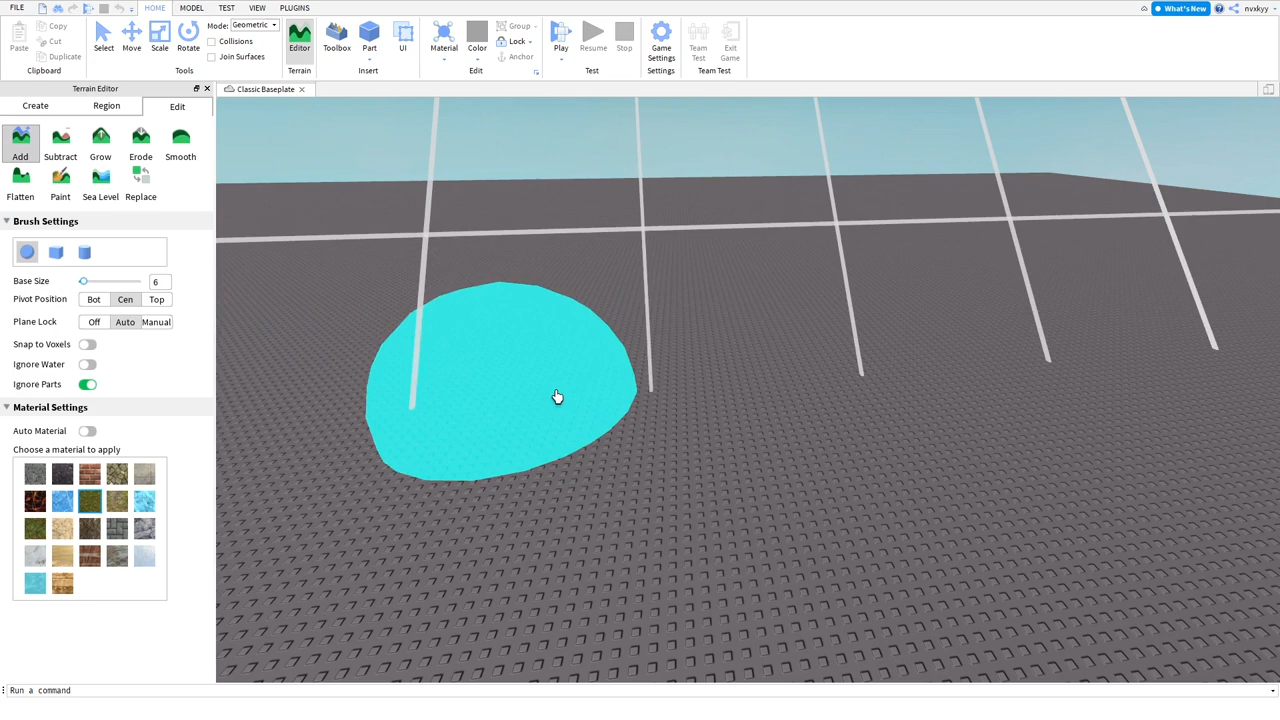 FILE HOME MODEL TEST VIEW PLUGINS What's New nvxkyy
Paste Copy Cut Duplicate Clipboard
Select Move Scale Rotate Mode: Geometric Collisions Join Surfaces Tools
Editor Terrain
Toolbox Part UI Insert
Material Color Group Lock Anchor Edit
Play Resume Stop Test
Game Settings Settings
Team Test Exit Game Team Test
Terrain Editor
Classic Baseplate
Create Region Edit
Add Subtract Grow Erode Smooth
Flatten Paint Sea Level Replace
Brush Settings
Base Size 6
Pivot Position Bot Cen Top
Plane Lock Off Auto Manual
Snap to Voxels
Ignore Water
Ignore Parts
Material Settings
Auto Material
Choose a material to apply
Run a command